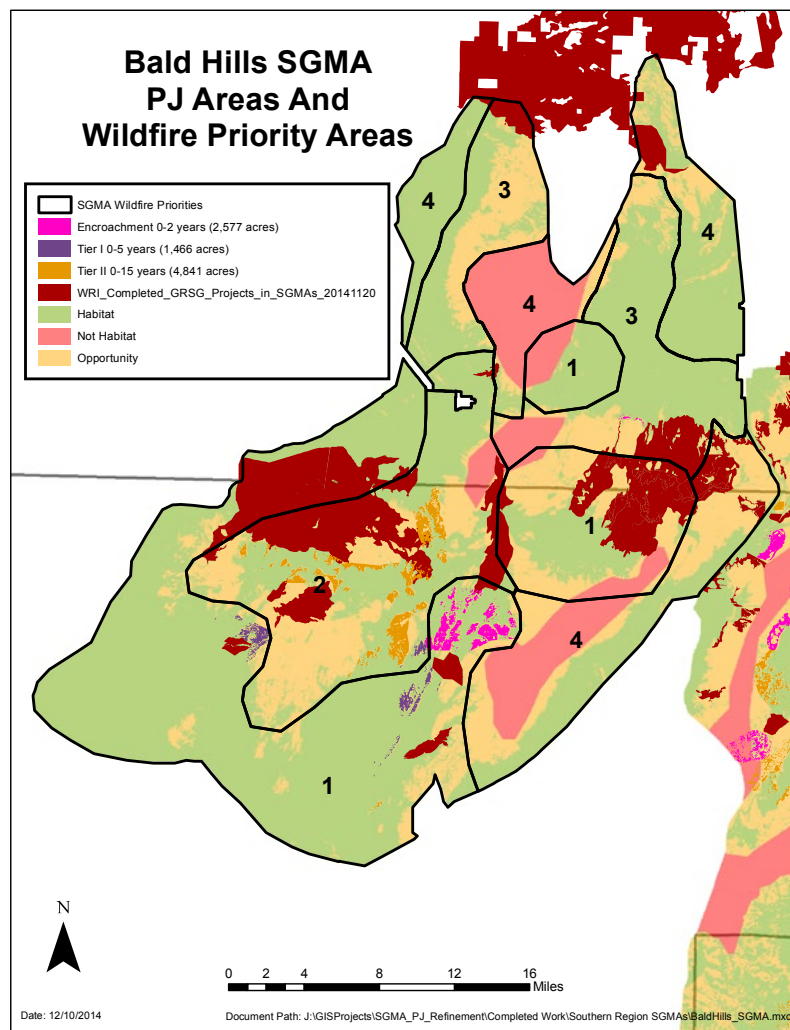 Bald Hills SGMA
PJ Areas And
Wildfire Priority Areas
SGMA Wildfire Priorities
Encroachment 0-2 years (2,577 acres)
Tier I 0-5 years (1,466 acres)
Tier II 0-15 years (4,841 acres)
WRI_Completed_GRSG_Projects_in_SGMAs_20141120
Habitat
Not Habitat
Opportunity
4
3
4
4
3
1
1
2
4
1
N
0 2 4 8 12 16
Miles
Date: 12/10/2014
Document Path: J:\GISProjects\SGMA_PJ_Refinement\Completed Work\Southern Region SGMAs\BaldHills_SGMA.mxd